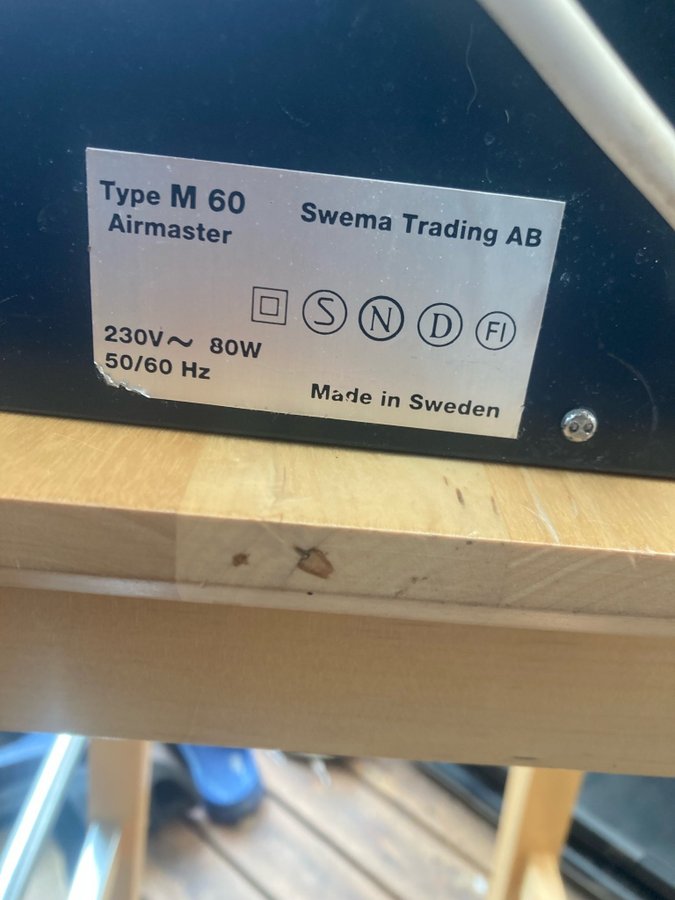 Type M 60
Airmaster
Swema Trading AB
S N D FI
230V~ 80W
50/60 Hz
Made in Sweden